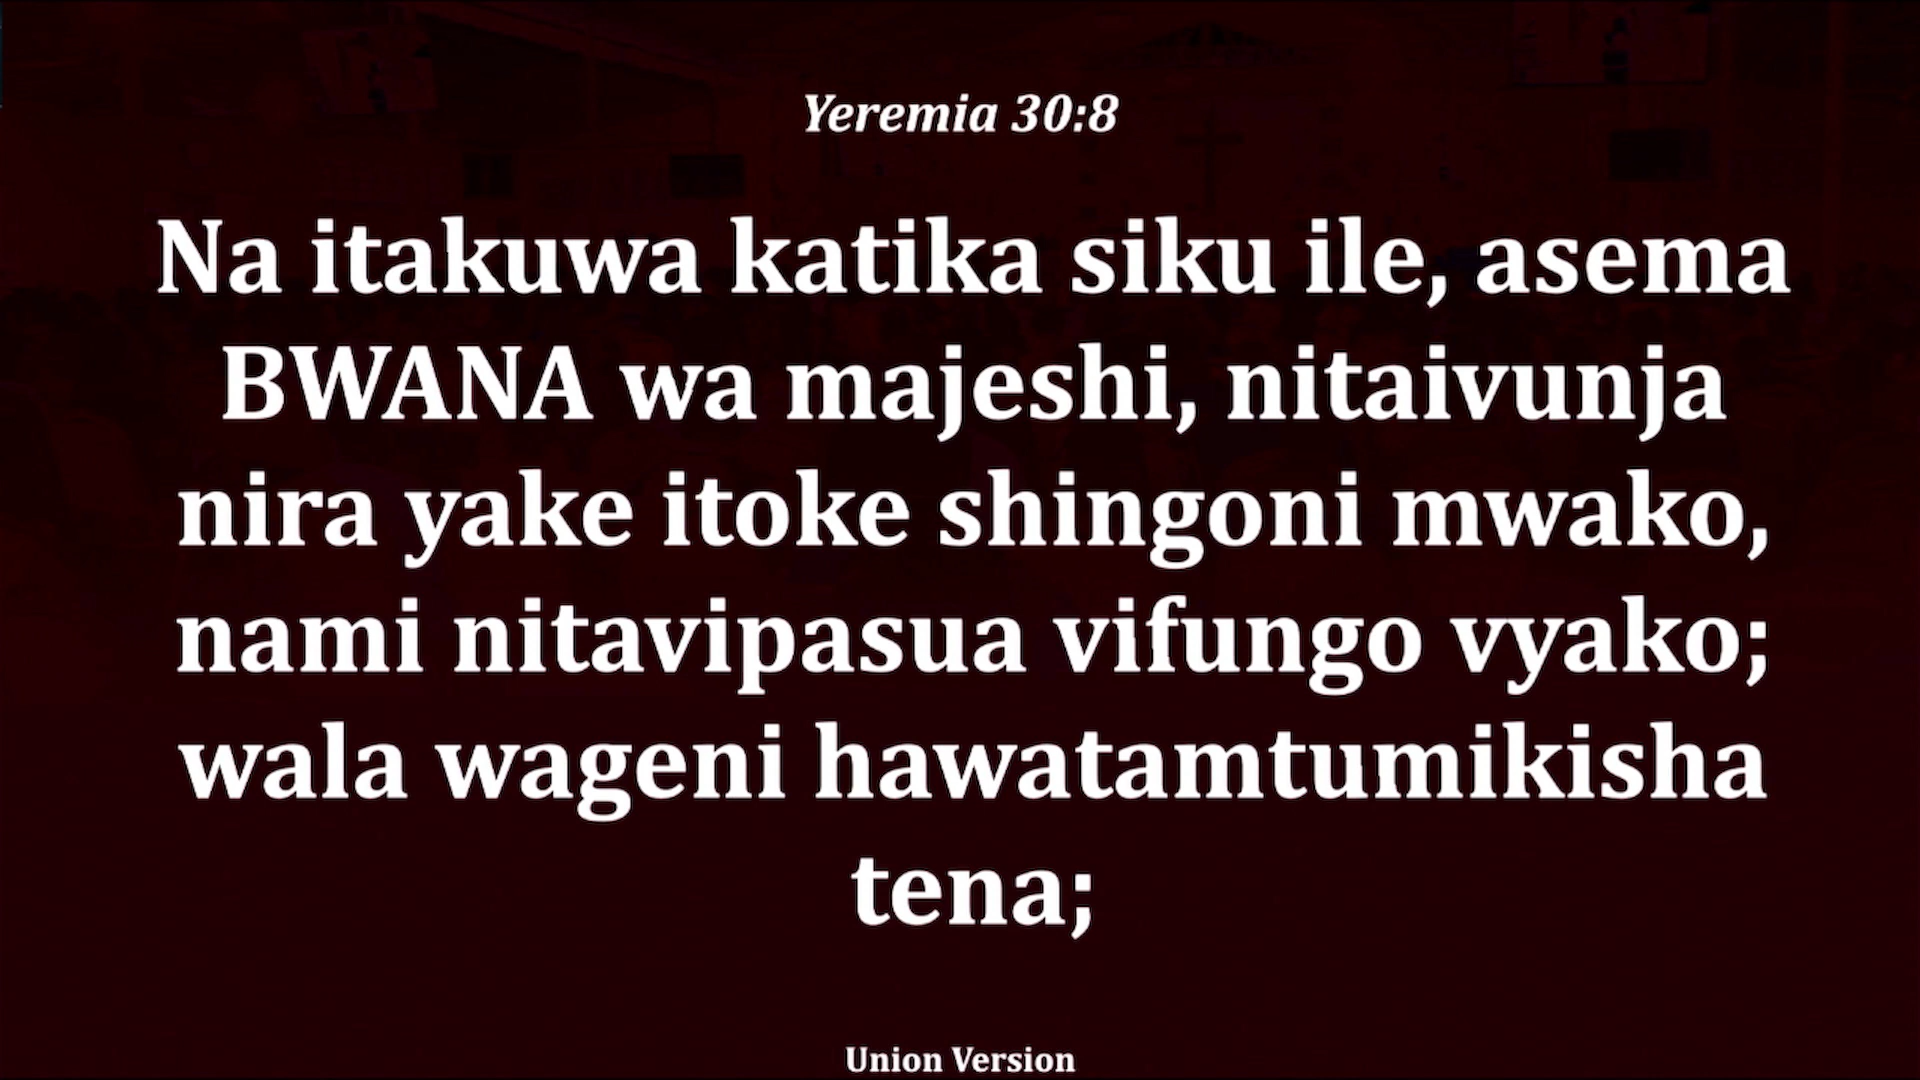 Yeremia 30:8
Na itakuwa katika siku ile, asema
BWANA wa majeshi, nitaivunja
nira yake itoke shingoni mwako,
nami nitavipasua vifungo vyako;
wala wageni hawatamtumikisha
tena;
Union Version